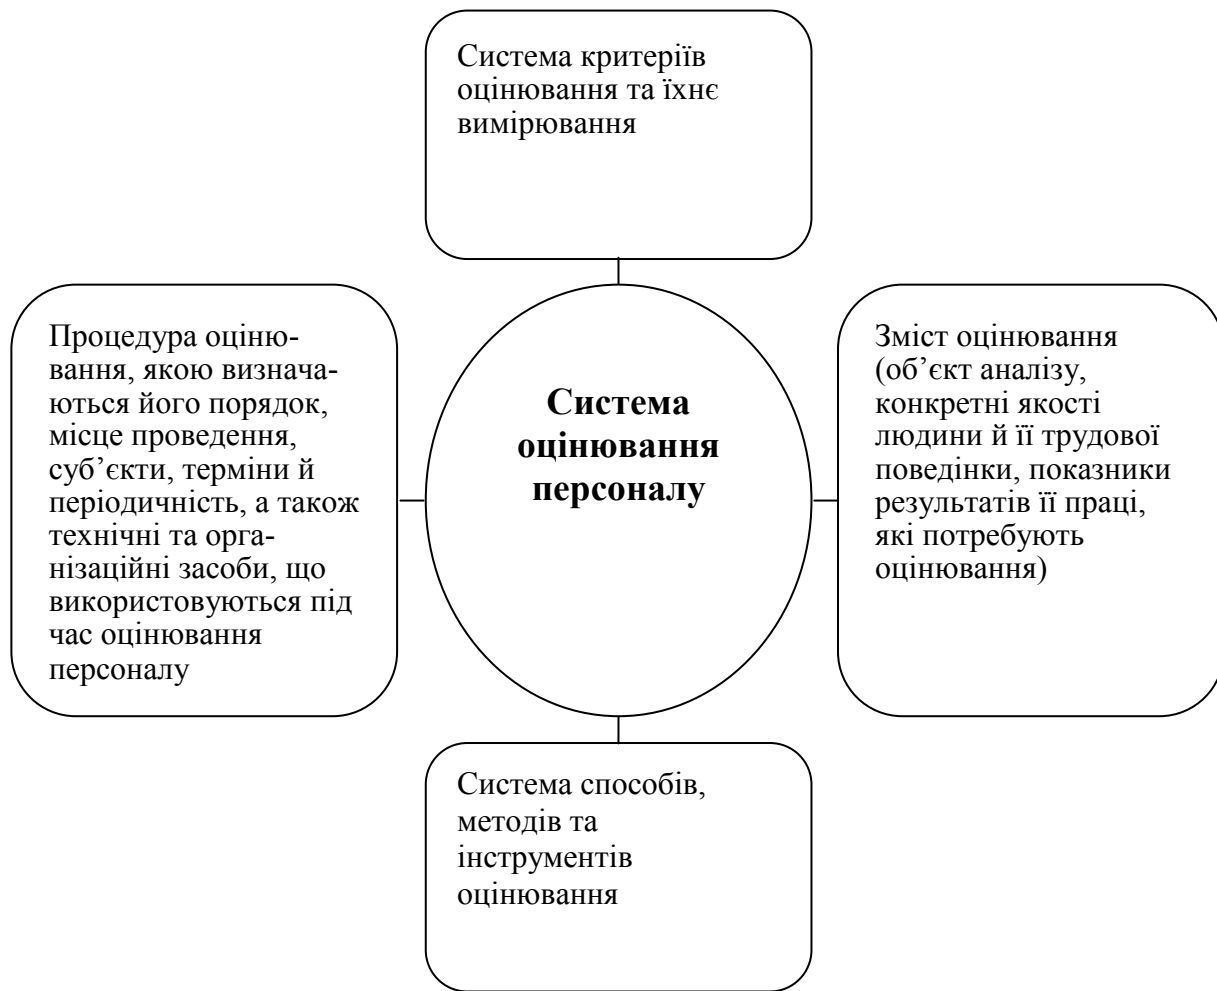 Система критеріїв
оцінювання та їхнє
вимірювання
Процедура оціню-
вання, якою визнача-
ються його порядок,
місце проведення,
суб’єкти, терміни й
періодичність, а також
технічні та орга-
нізаційні засоби, що
використовуються під
час оцінювання
персоналу
Система
оцінювання
персоналу
Зміст оцінювання
(об’єкт аналізу,
конкретні якості
людини й її трудової
поведінки, показники
результатів її праці,
які потребують
оцінювання)
Система способів,
методів та
інструментів
оцінювання